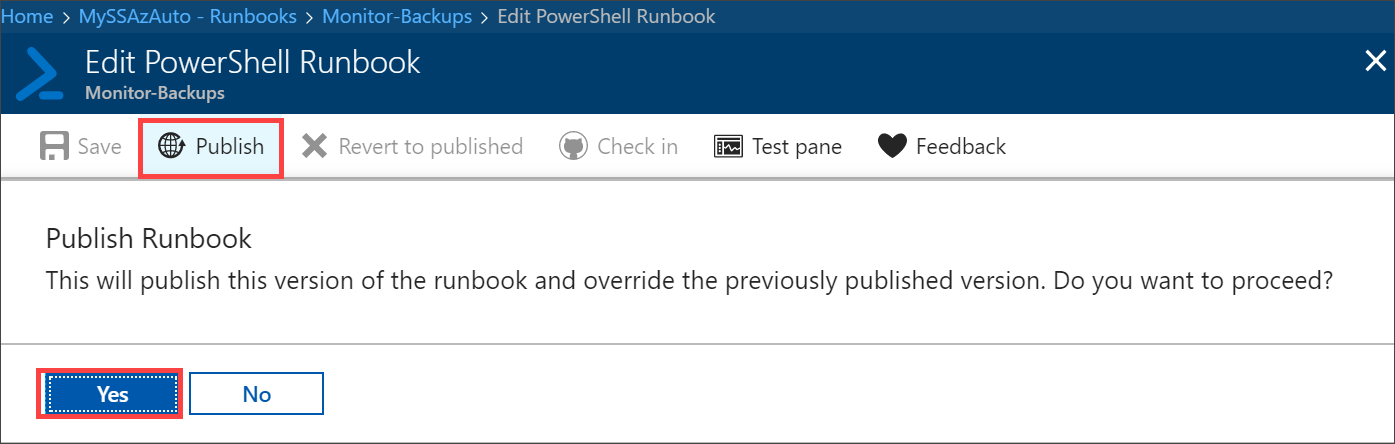 Home > MySSAzAuto - Runbooks > Monitor-Backups > Edit PowerShell Runbook
Edit PowerShell Runbook
Monitor-Backups
Save Publish Revert to published Check in Test pane Feedback
Publish Runbook
This will publish this version of the runbook and override the previously published version. Do you want to proceed?
Yes No